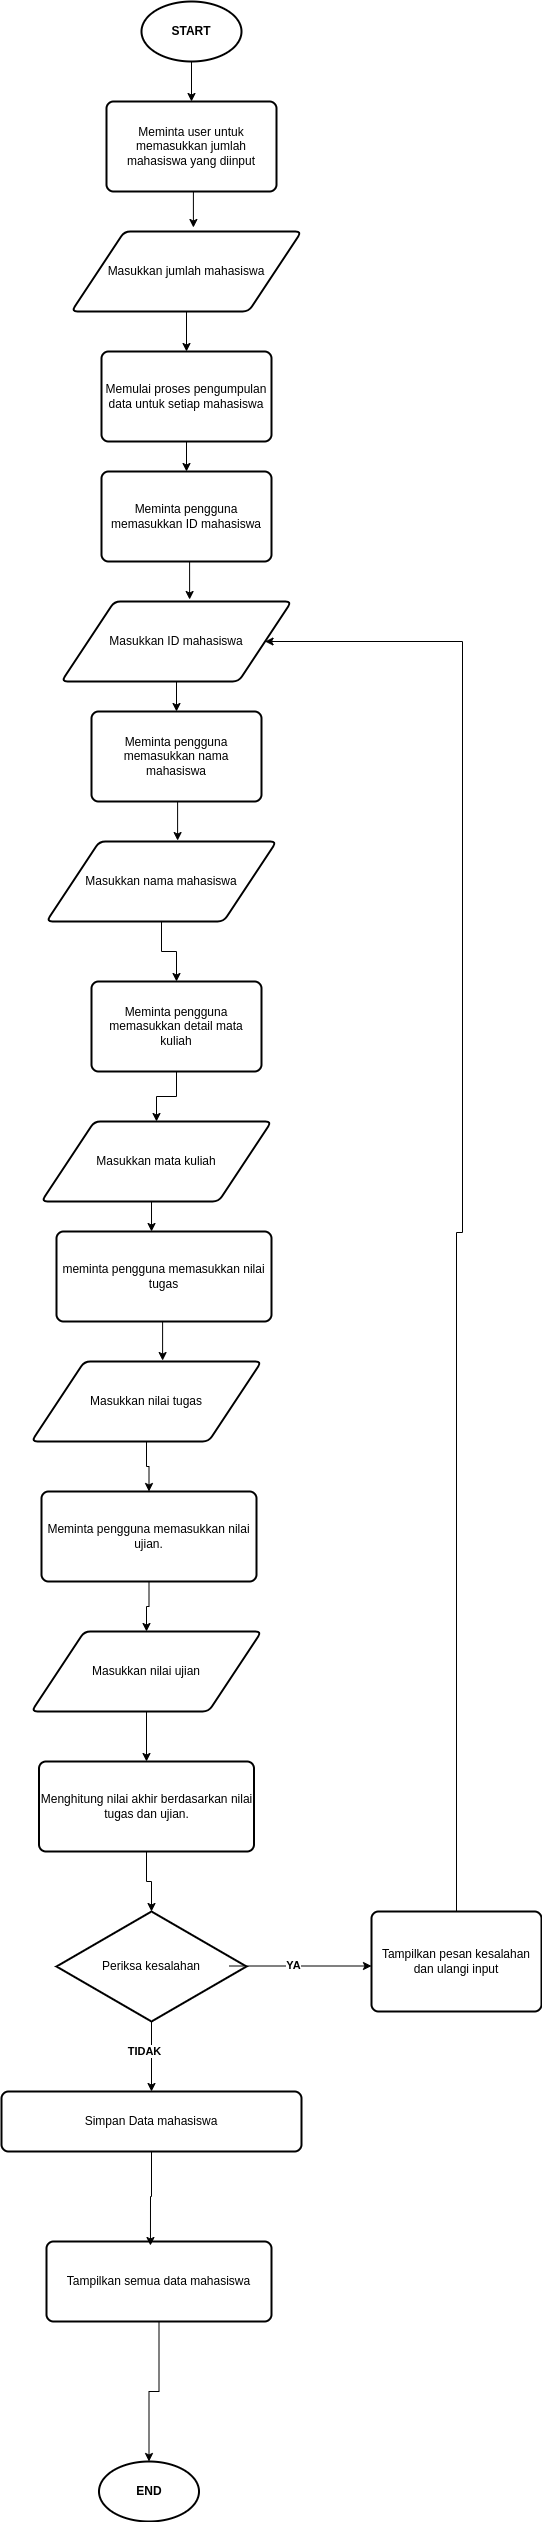 START
Meminta user untuk
memasukkan jumlah
mahasiswa yang diinput
Masukkan jumlah mahasiswa
Memulai proses pengumpulan
data untuk setiap mahasiswa
Meminta pengguna
memasukkan ID mahasiswa
Masukkan ID mahasiswa
Meminta pengguna
memasukkan nama
mahasiswa
Masukkan nama mahasiswa
Meminta pengguna
memasukkan detail mata
kuliah
Masukkan mata kuliah
meminta pengguna memasukkan nilai
tugas
Masukkan nilai tugas
Meminta pengguna memasukkan nilai
ujian.
Masukkan nilai ujian
Menghitung nilai akhir berdasarkan nilai
tugas dan ujian.
Periksa kesalahan
YA
Tampilkan pesan kesalahan
dan ulangi input
TIDAK
Simpan Data mahasiswa
Tampilkan semua data mahasiswa
END